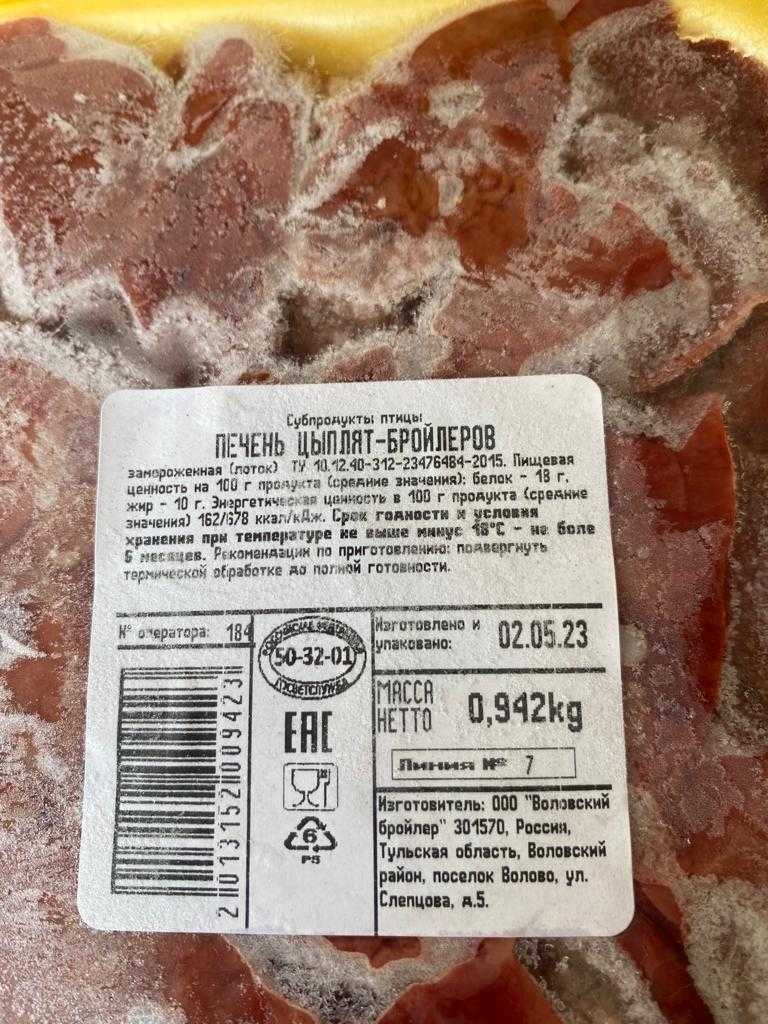 Субпродукты птицы
ПЕЧЕНЬ ЦЫПЛЯТ-БРОЙЛЕРОВ
замороженная (лоток) ТУ 10.12.40-312-23476484-2015. Пищевая
ценность на 100 г продукта (средние значения): белок - 18 г,
жир - 10 г. Энергетическая ценность в 100 г продукта (средние
значения) 162/678 ккал/кДж. Срок годности и условия
хранения при температуре не выше минус 18°С - не боле
6 месяцев. Рекомендации по приготовлению: подвергнуть
термической обработке до полной готовности.
№ оператора: 184
50-32-01
Изготовлено и
упаковано:
02.05.23
МАССА
НЕТТО
0,942kg
Линия № 7
2 013152 009423
EAC
6
PS
Изготовитель: ООО "Воловский
бройлер" 301570, Россия,
Тульская область, Воловский
район, поселок Волово, ул.
Слепцова, д.5.